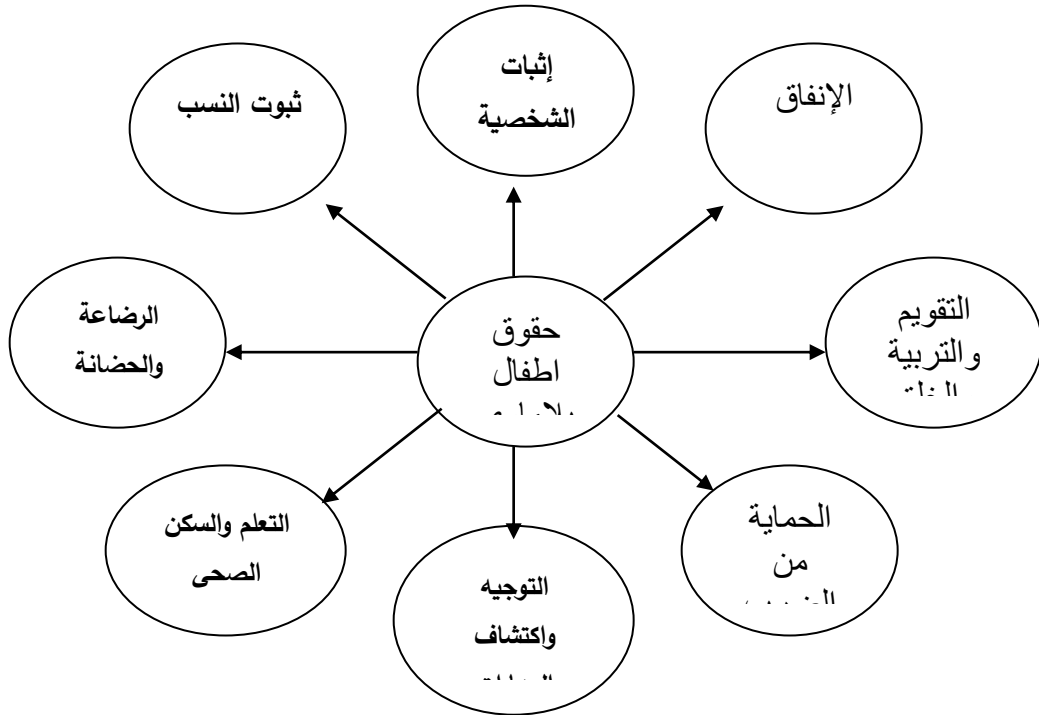 إثبات
الشخصية
الإنفاق
ثبوت النسب
التقويم
والتربية
حقوق
اطفال
الرضاعة
والحضانة
الحماية
من
التوجيه
واكتشاف
التعلم والسكن
الصحى